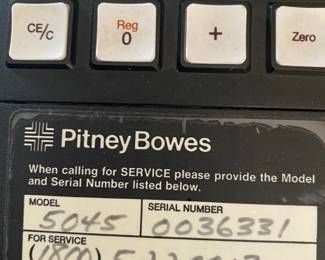 CE/C Reg 0 + Zero
Pitney Bowes
When calling for SERVICE please provide the Model
and Serial Number listed below.
MODEL SERIAL NUMBER
5045 0036331
FOR SERVICE
(1800)